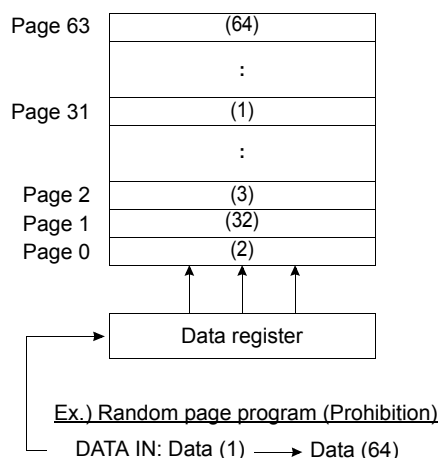 Page 63 (64)
:
Page 31 (1)
:
Page 2 (3)
Page 1 (32)
Page 0 (2)
Data register
Ex.) Random page program (Prohibition)
DATA IN: Data (1) Data (64)